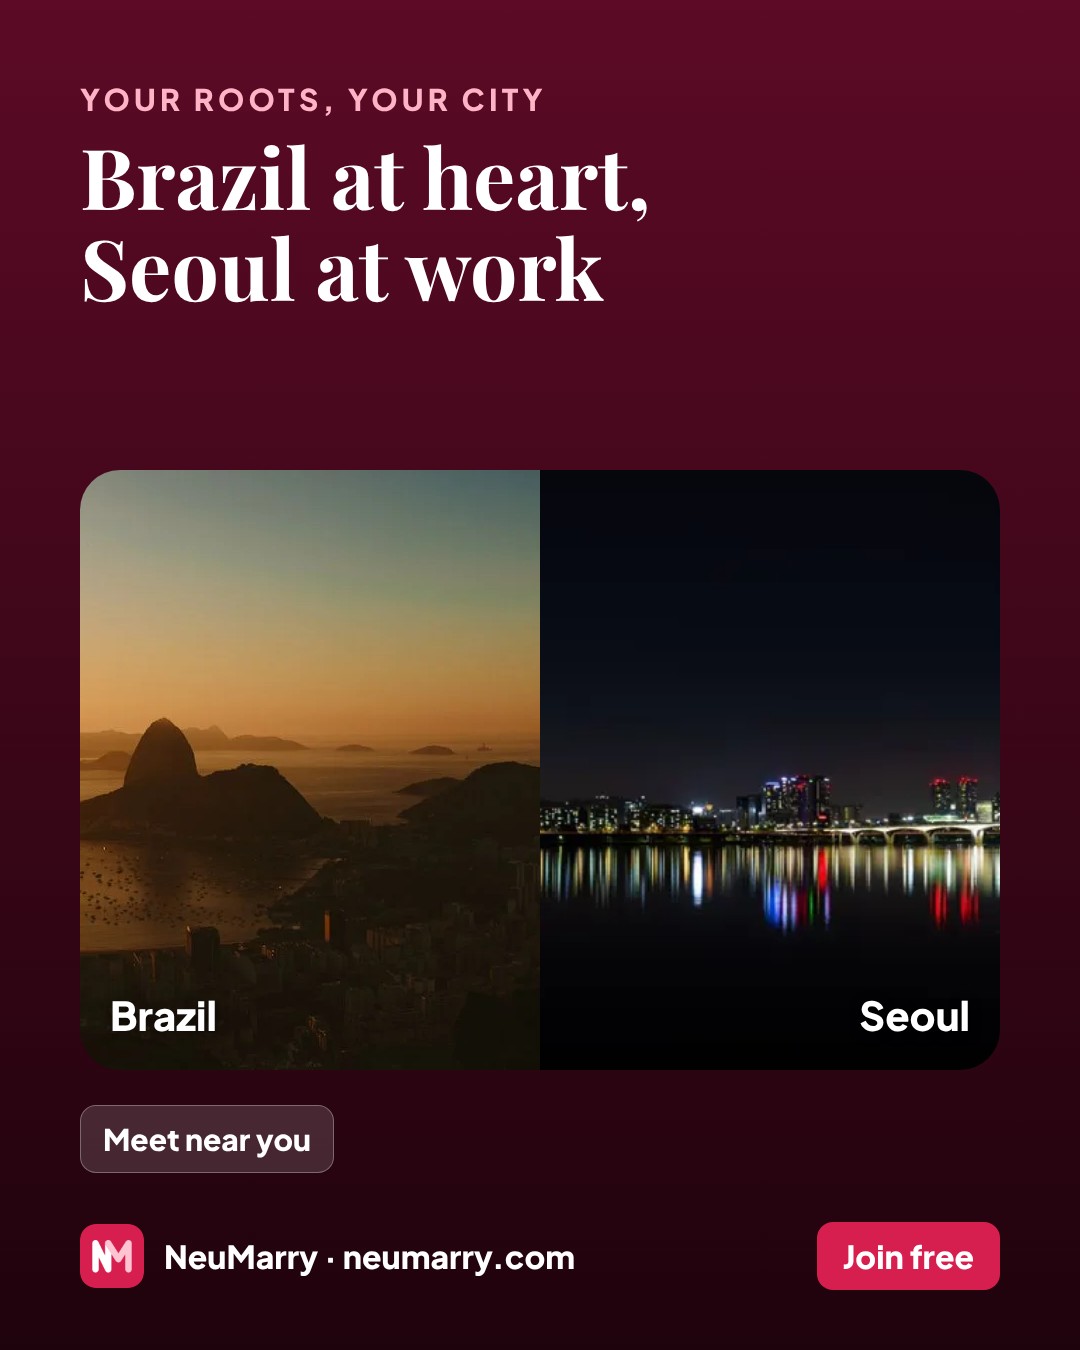 YOUR ROOTS, YOUR CITY
Brazil at heart,
Seoul at work
Brazil
Seoul
Meet near you
NM
NeuMarry · neumarry.com
Join free